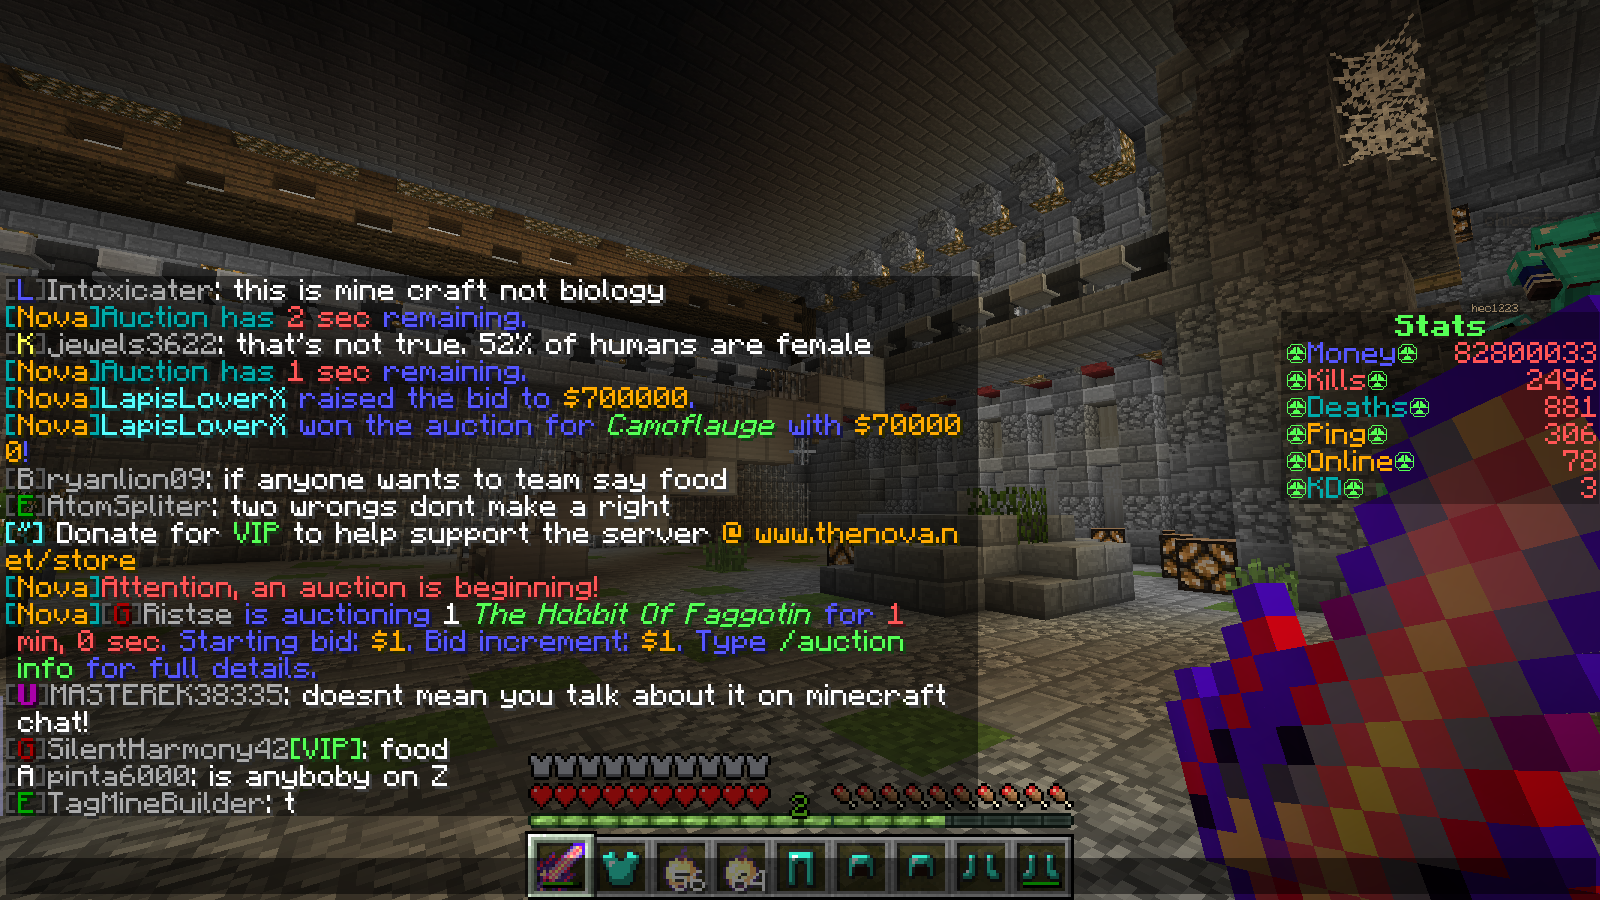 [L]Intoxicater: this is mine craft not biology
[Nova]Auction has 2 sec remaining.
[K]jewels3622: that's not true. 52% of humans are female
[Nova]Auction has 1 sec remaining.
[Nova]LapisLoverX raised the bid to $700000.
[Nova]LapisLoverX won the auction for Camoflauge with $70000
0!
[B]ryanlion09: if anyone wants to team say food
[E]AtomSpliter: two wrongs dont make a right
[*] Donate for VIP to help support the server @ www.thenova.n
et/store
[Nova]Attention, an auction is beginning!
[Nova][G]Ristse is auctioning 1 The Hobbit Of Faggotin for 1
min, 0 sec. Starting bid: $1. Bid increment: $1. Type /auction
info for full details.
[U]MASTEREK38335: doesnt mean you talk about it on minecraft
chat!
[G]SilentHarmony42[VIP]: food
[A]pinta6000: is anyboby on Z
[E]TagMineBuilder: t
hec1223
Stats
Money 82800033
Kills 2496
Deaths 881
Ping 306
Online 78
KD 3
8
56
64